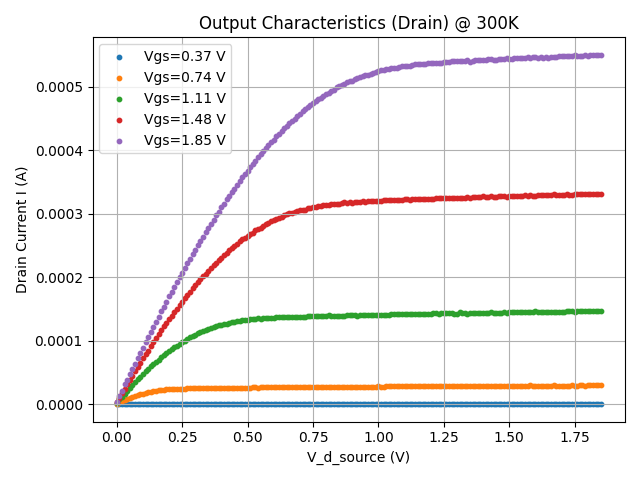 Output Characteristics (Drain) @ 300K
Vgs=0.37 V
Vgs=0.74 V
Vgs=1.11 V
Vgs=1.48 V
Vgs=1.85 V
Drain Current I (A)
0.0005
0.0004
0.0003
0.0002
0.0001
0.0000
0.00 0.25 0.50 0.75 1.00 1.25 1.50 1.75
V_d_source (V)